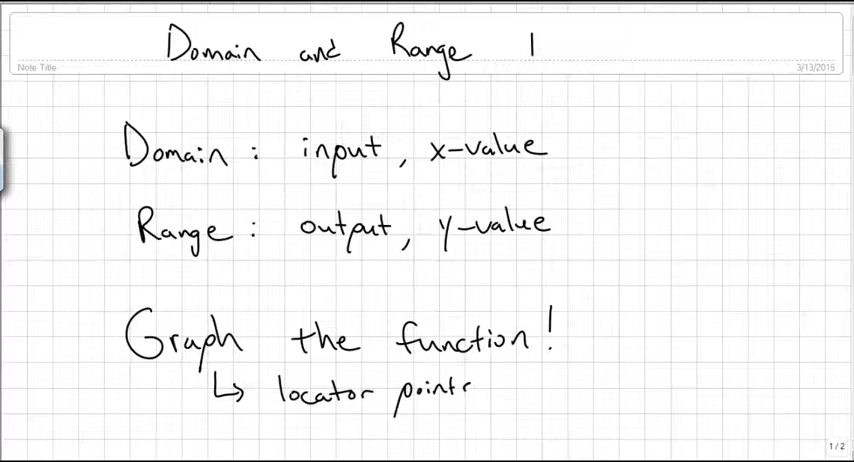 Domain and Range 1
Note Title
3/13/2015
Domain : input, x-value
Range : output, y-value
Graph the function!
↳ locator points
1/2